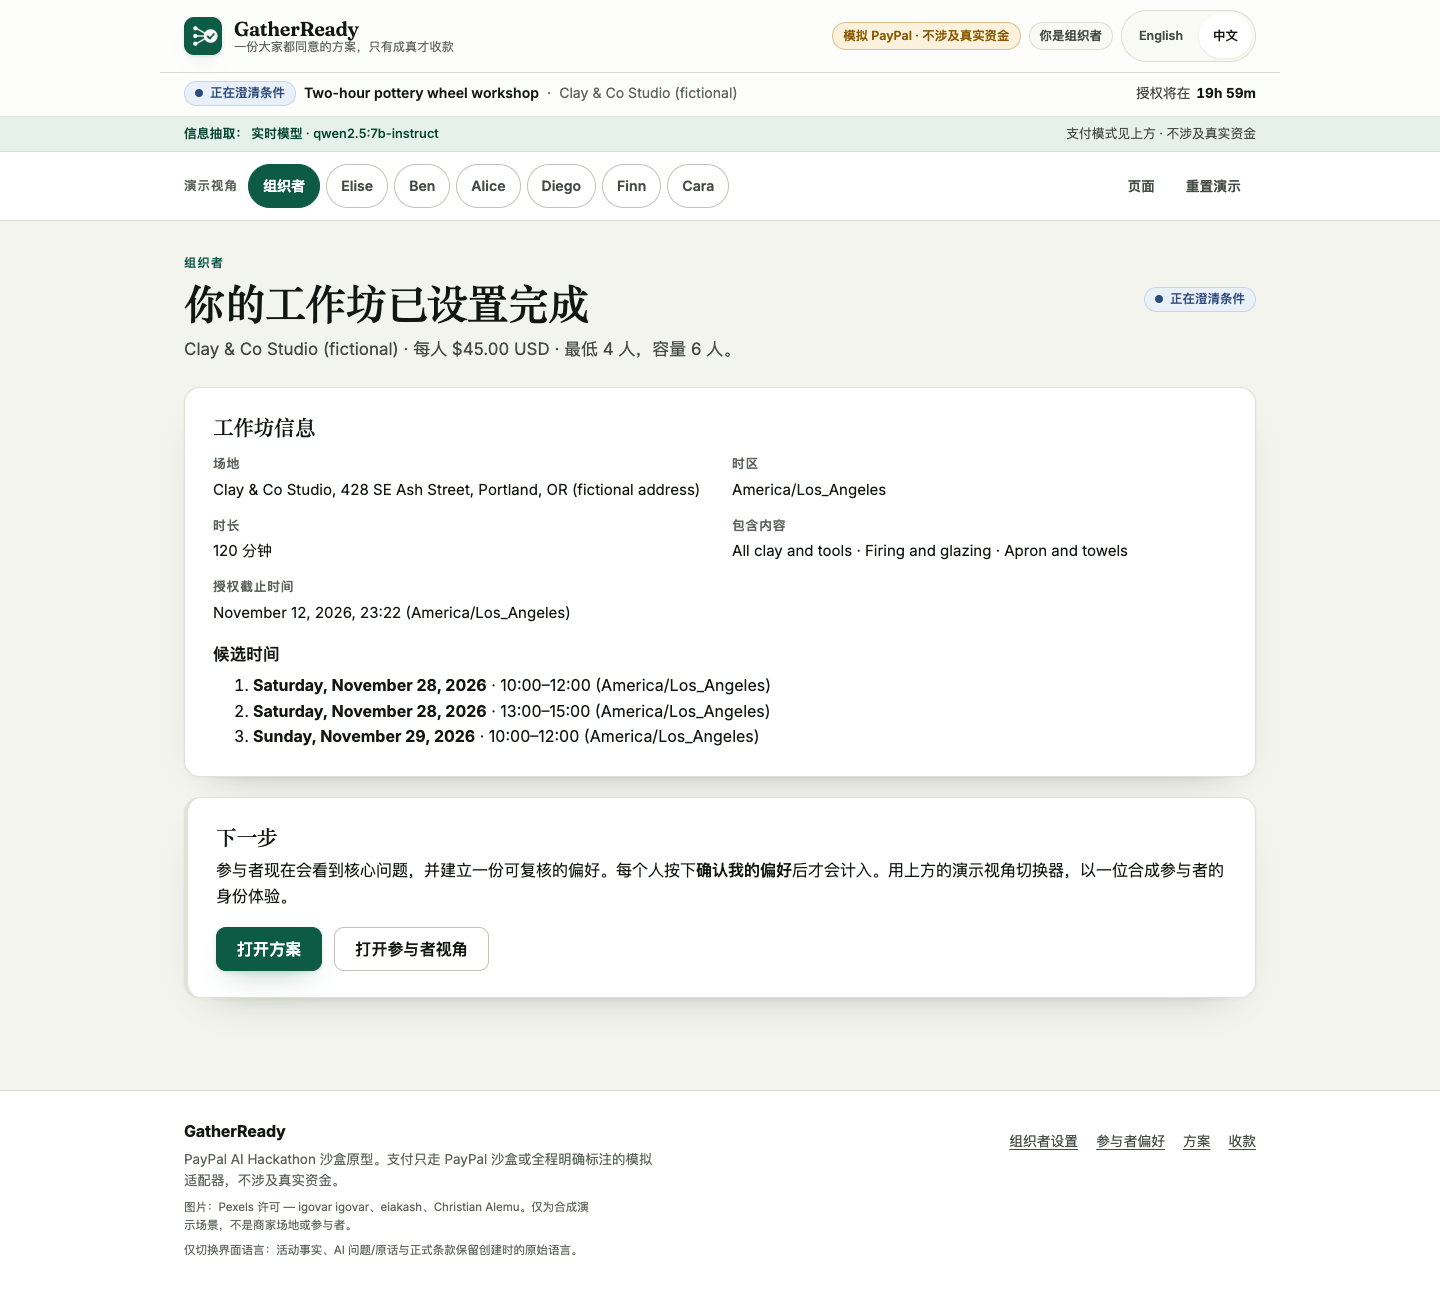 GatherReady
一份大家都同意的方案，只有成真才收款
模拟 PayPal · 不涉及真实资金
你是组织者
English
中文
正在澄清条件
Two-hour pottery wheel workshop · Clay & Co Studio (fictional)
授权将在 19h 59m
信息抽取： 实时模型 · qwen2.5:7b-instruct
支付模式见上方 · 不涉及真实资金
演示视角
组织者
Elise
Ben
Alice
Diego
Finn
Cara
页面
重置演示
组织者
你的工作坊已设置完成
正在澄清条件
Clay & Co Studio (fictional) · 每人 $45.00 USD · 最低 4 人，容量 6 人。
工作坊信息
场地
Clay & Co Studio, 428 SE Ash Street, Portland, OR (fictional address)
时区
America/Los_Angeles
时长
120 分钟
包含内容
All clay and tools · Firing and glazing · Apron and towels
授权截止时间
November 12, 2026, 23:22 (America/Los_Angeles)
候选时间
1. Saturday, November 28, 2026 · 10:00–12:00 (America/Los_Angeles)
2. Saturday, November 28, 2026 · 13:00–15:00 (America/Los_Angeles)
3. Sunday, November 29, 2026 · 10:00–12:00 (America/Los_Angeles)
下一步
参与者现在会看到核心问题，并建立一份可复核的偏好。每个人按下确认我的偏好后才会计入。用上方的演示视角切换器，以一位合成参与者的
身份体验。
打开方案
打开参与者视角
GatherReady
PayPal AI Hackathon 沙盒原型。支付只走 PayPal 沙盒或全程明确标注的模拟
适配器，不涉及真实资金。
图片：Pexels 许可 — igovar igovar、eiakash、Christian Alemu。仅为合成演
示场景，不是商家场地或参与者。
仅切换界面语言：活动事实、AI 问题/原话与正式条款保留创建时的原始语言。
组织者设置
参与者偏好
方案
收款